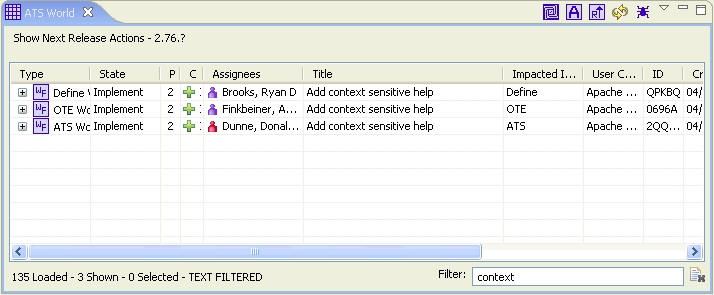 ATS World
Show Next Release Actions - 2.76.?
Type State P C Assignees Title Impacted I... User C... ID Cr
Define W Implement 2 Brooks, Ryan D Add context sensitive help Define Apache ... QPKBQ 04/
OTE Wo Implement 2 Finkbeiner, A... Add context sensitive help OTE Apache ... 0696A 04/
ATS Wo Implement 2 Dunne, Donal... Add context sensitive help ATS Apache ... 2QQ... 04/
135 Loaded - 3 Shown - 0 Selected - TEXT FILTERED Filter: context